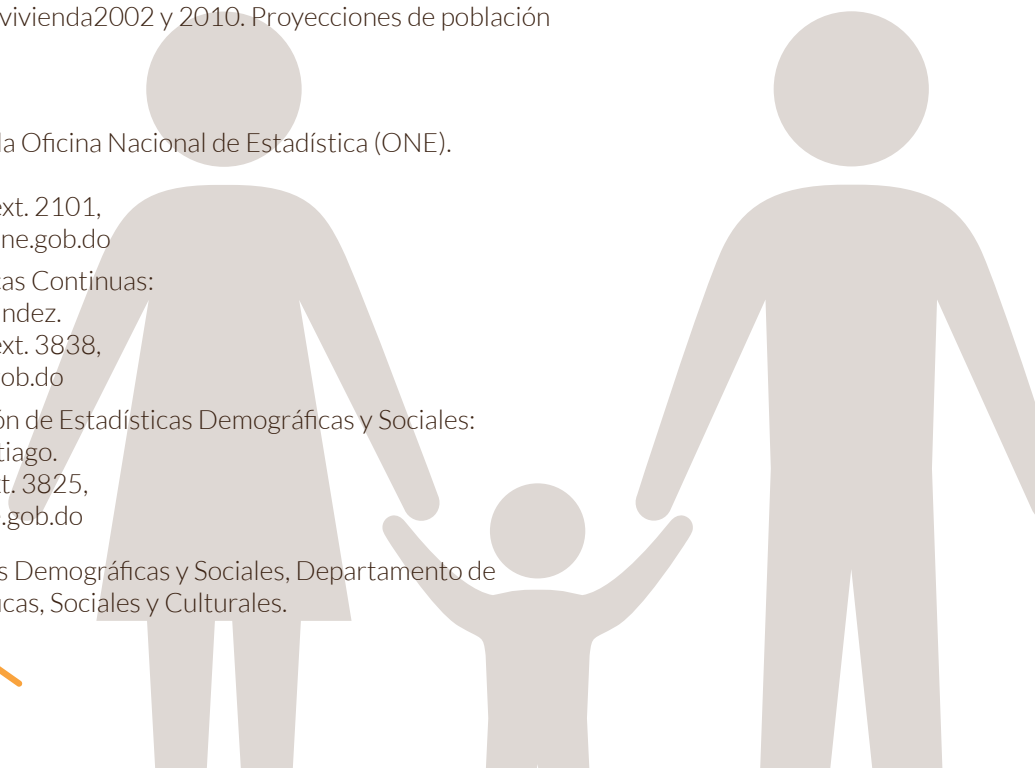 vivienda2002 y 2010. Proyecciones de población
la Oficina Nacional de Estadística (ONE).
ext. 2101,
ne.gob.do
cas Continuas:
ndez.
ext. 3838,
ob.do
ón de Estadísticas Demográficas y Sociales:
tiago.
xt. 3825,
.gob.do
s Demográficas y Sociales, Departamento de
icas, Sociales y Culturales.